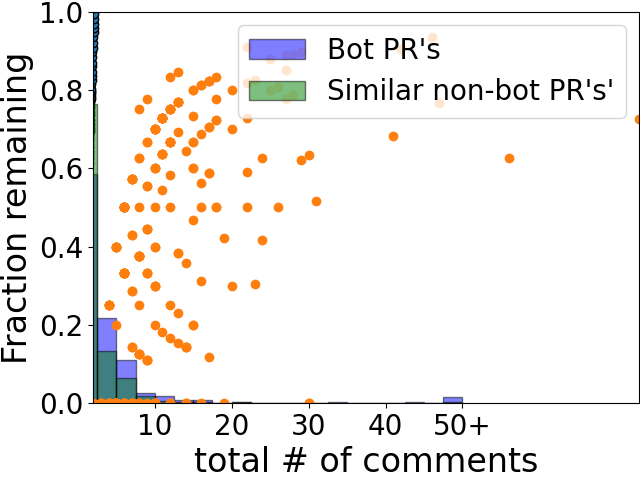 1.0
0.8
0.6
0.4
0.2
0.0
Fraction remaining
Bot PR's
Similar non-bot PR's'
10 20 30 40 50+
total # of comments